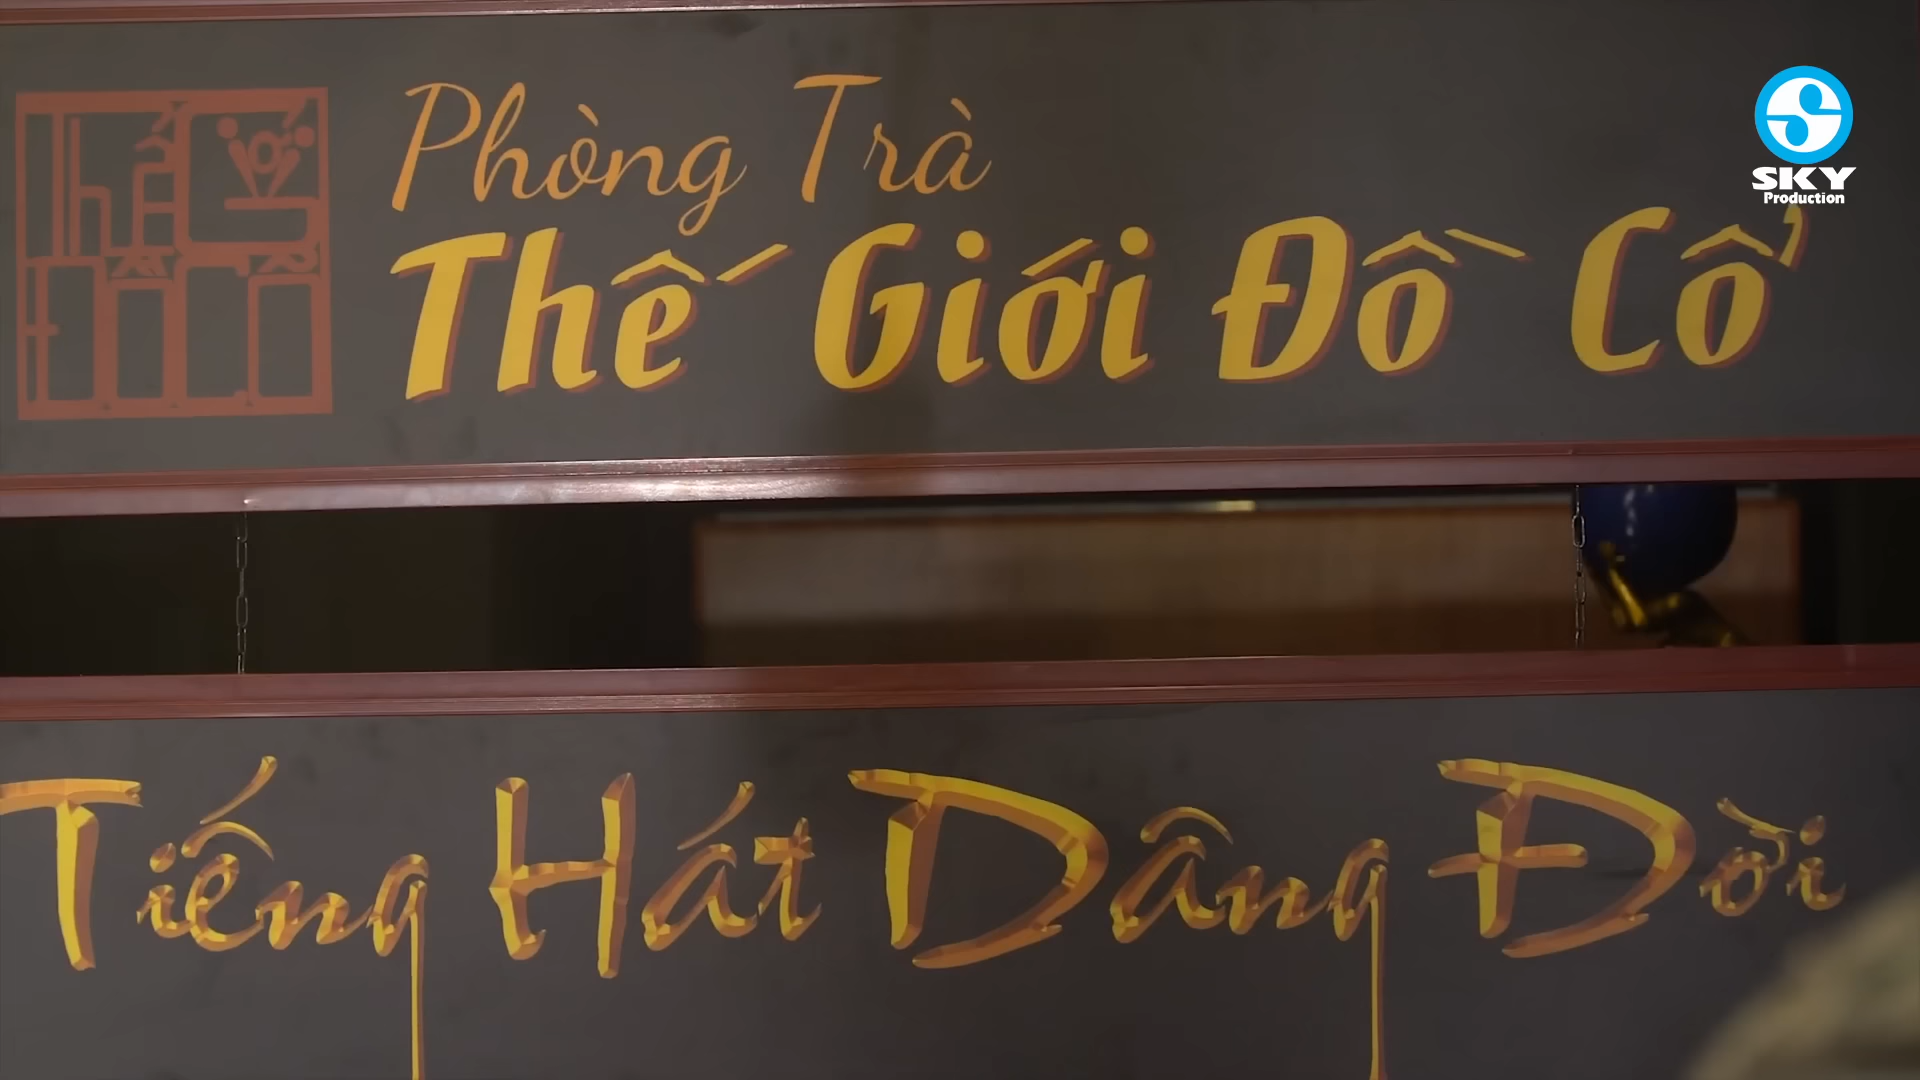 Phòng Trà
Thế Giới Đồ Cổ
SKY
Production
Tiếng Hát Dâng Đời